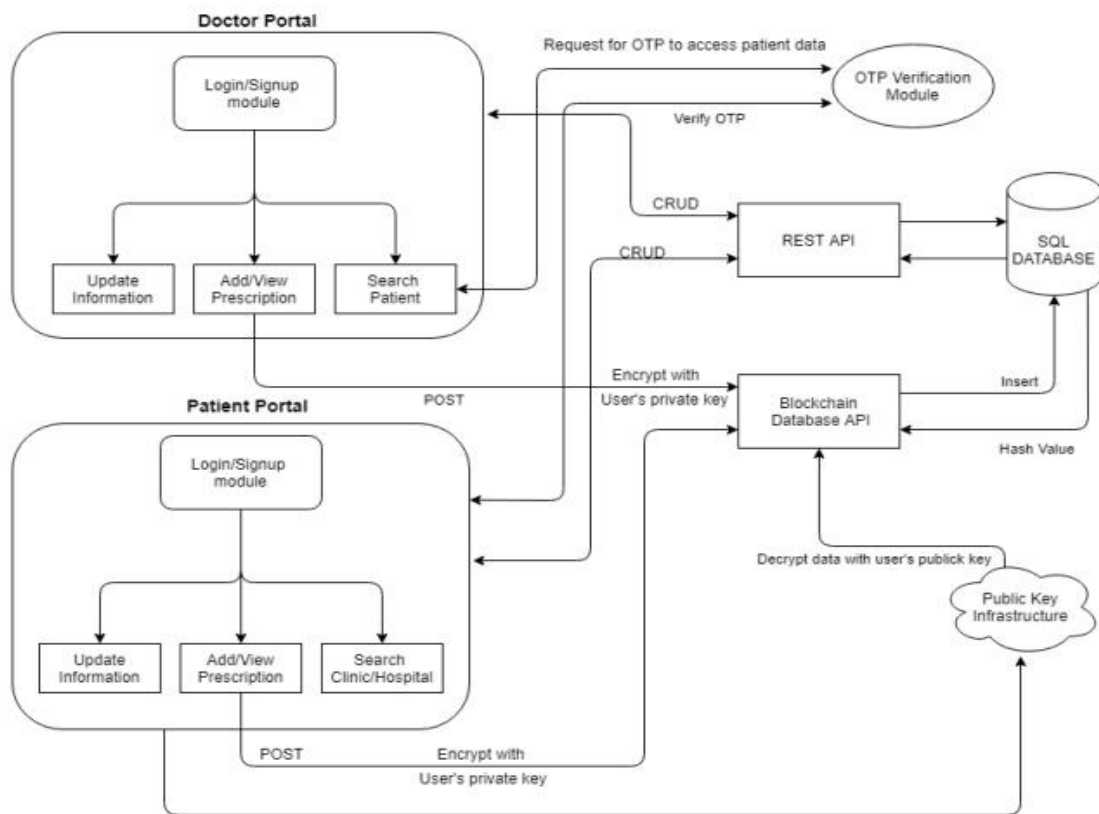 Doctor Portal
Login/Signup
module
Update
Information
Add/View
Prescription
Search
Patient
Request for OTP to access patient data
Verify OTP
OTP Verification
Module
CRUD
CRUD
REST API
SQL
DATABASE
POST
Encrypt with
User's private key
Blockchain
Database API
Insert
Hash Value
Patient Portal
Login/Signup
module
Update
Information
Add/View
Prescription
Search
Clinic/Hospital
Decrypt data with user's publick key
Public Key
Infrastructure
POST
Encrypt with
User's private key